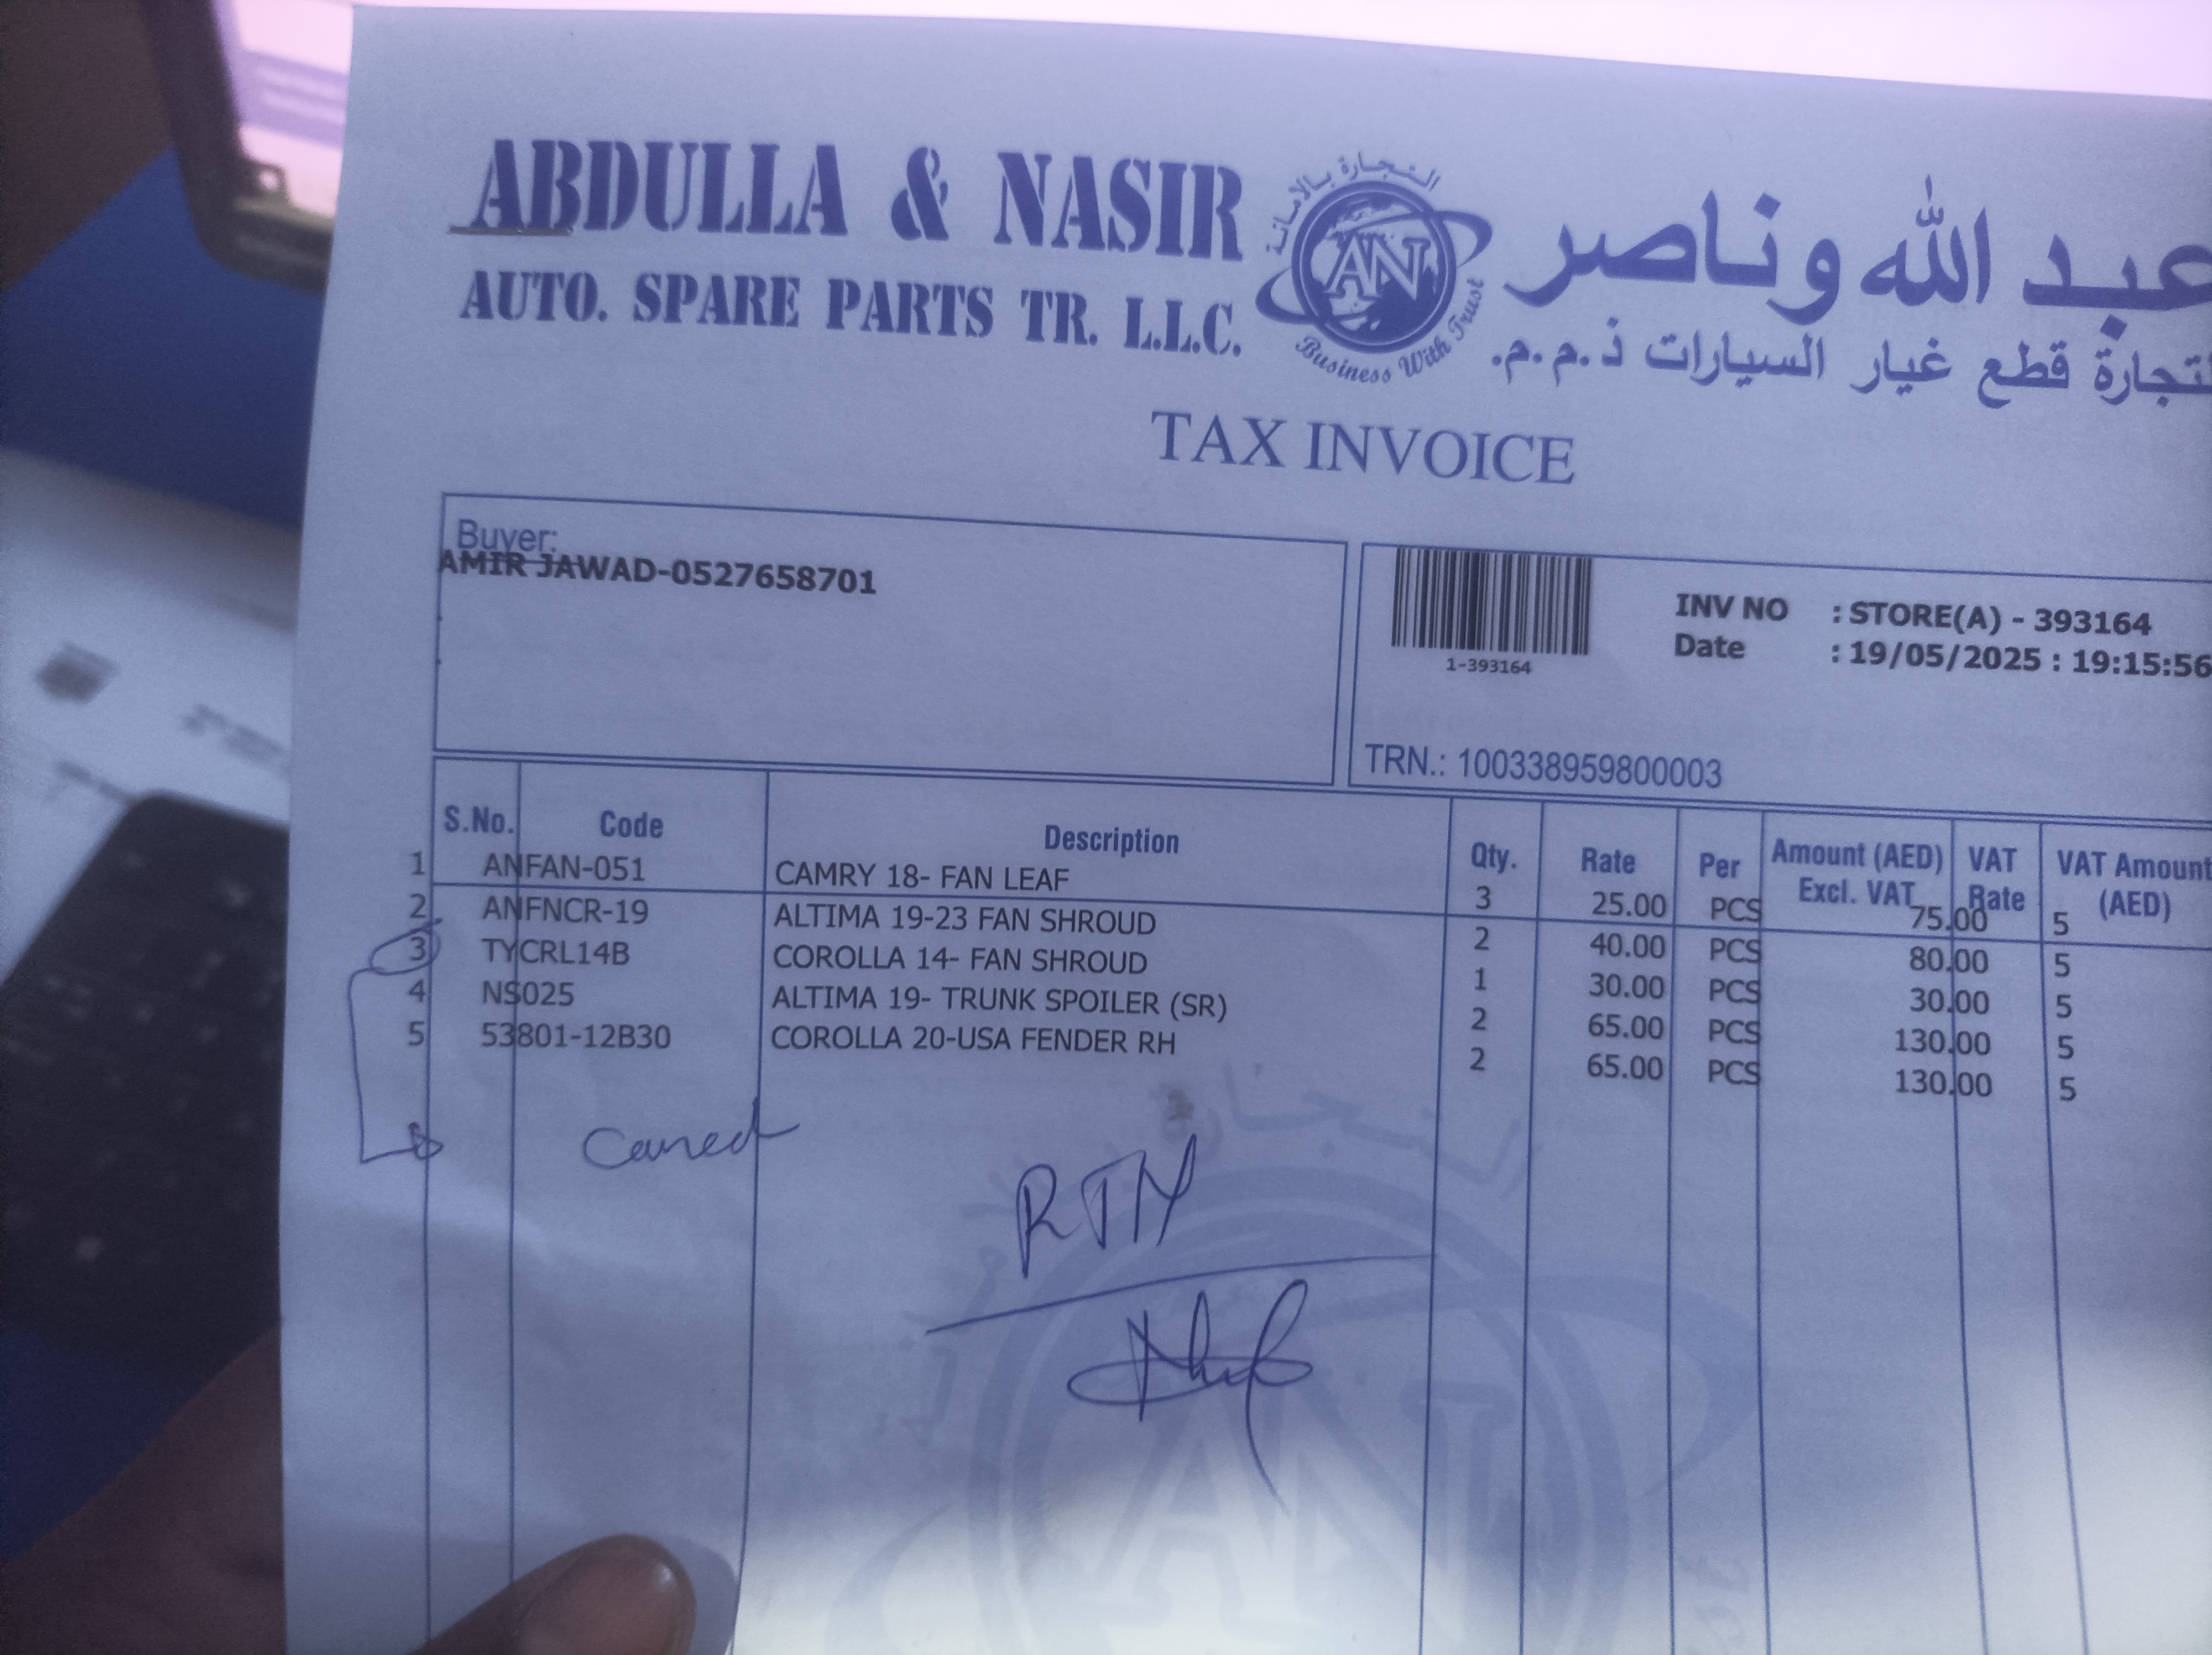 ABDULLA & NASIR
AUTO. SPARE PARTS TR. L.L.C.
التجارة بالامانة
AN
Business With Trust
عبد الله وناصر
لتجارة قطع غيار السيارات ذ.م.م.
TAX INVOICE
Buyer:
AMIR JAWAD-0527658701
1-393164
INV NO : STORE(A) - 393164
Date : 19/05/2025 : 19:15:56
TRN.: 100338959800003
S.No. Code Description Qty. Rate Per Amount (AED) Excl. VAT VAT Rate VAT Amount (AED)
1 ANFAN-051 CAMRY 18- FAN LEAF 3 25.00 PCS 75.00 5
2 ANFNCR-19 ALTIMA 19-23 FAN SHROUD 2 40.00 PCS 80.00 5
3 TYCRL14B COROLLA 14- FAN SHROUD 1 30.00 PCS 30.00 5
4 NS025 ALTIMA 19- TRUNK SPOILER (SR) 2 65.00 PCS 130.00 5
5 53801-12B30 COROLLA 20-USA FENDER RH 2 65.00 PCS 130.00 5
RTN